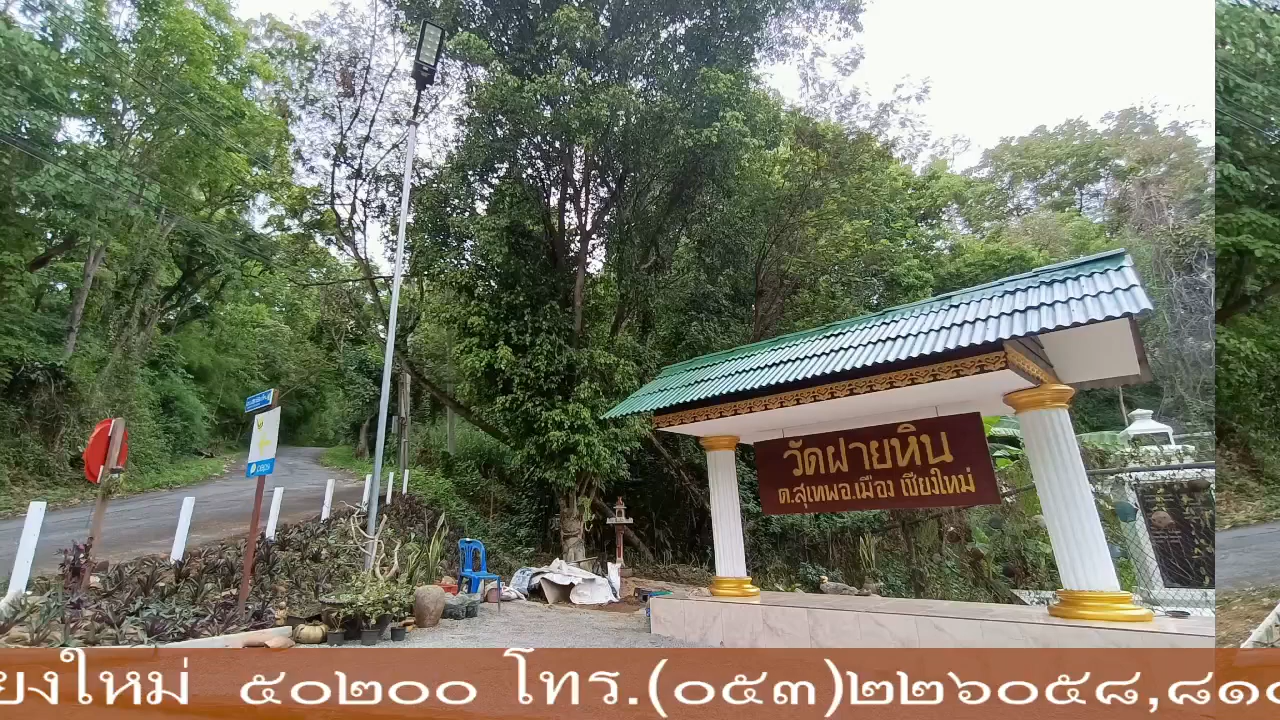 วัดฝายหิน
ต.สุเทพอ.เมือง เชียงใหม่
ยงใหม่ ๕๐๒๐๐ โทร.(๐๕๓)๒๒๖๐๕๘,๘๑๐